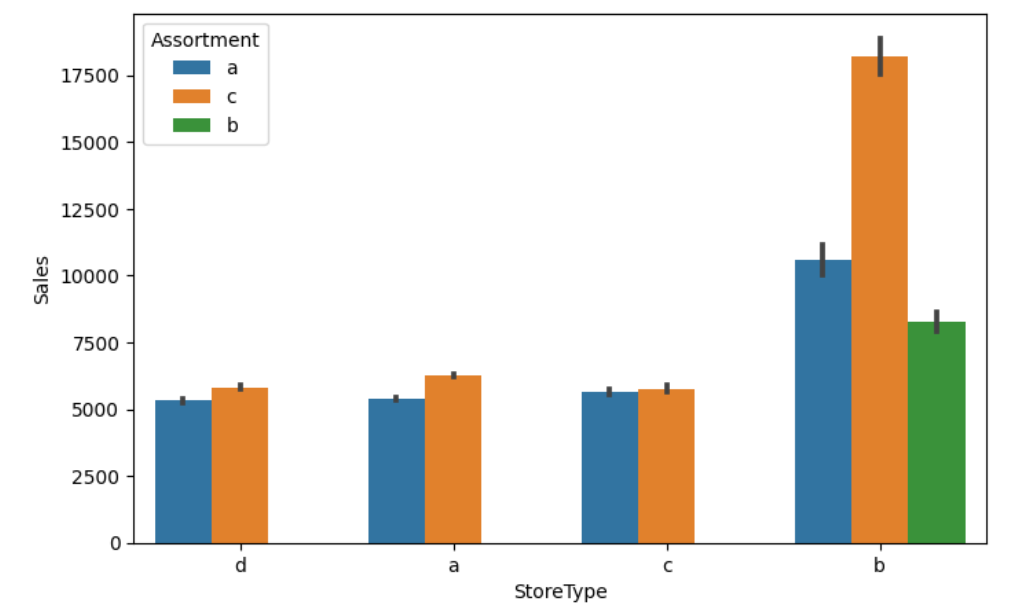 Assortment
a
c
b
17500
15000
12500
10000
7500
5000
2500
0
Sales
d a c b
StoreType